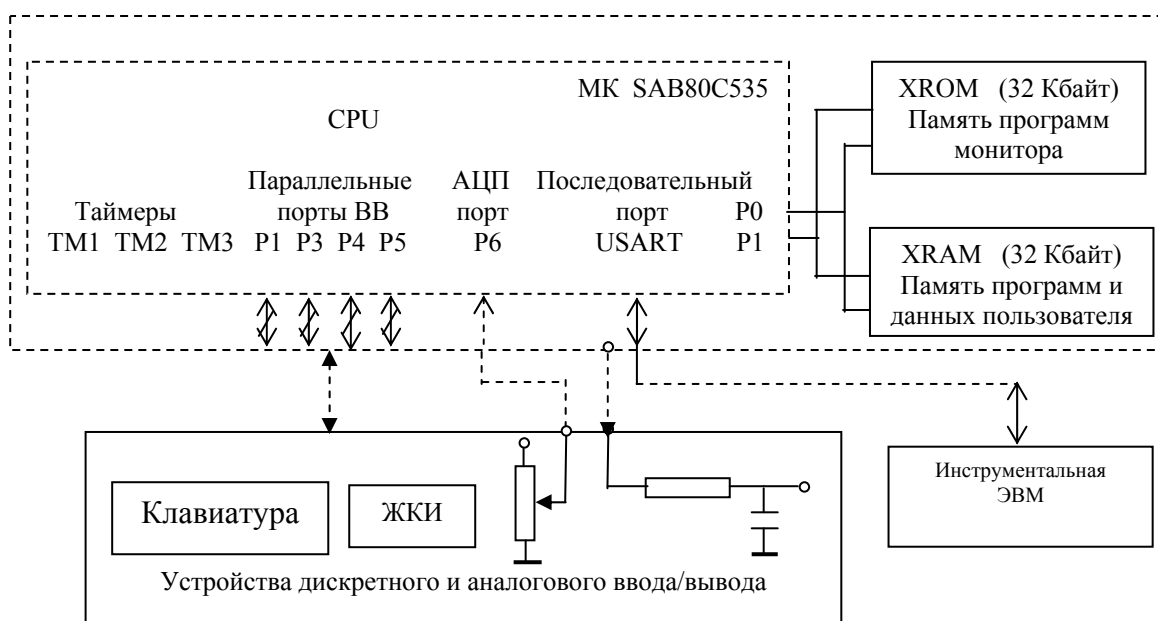 МК SAB80C535
CPU
Параллельные
порты ВВ
АЦП
порт
Последовательный
порт P0
Таймеры
TM1 TM2 TM3 P1 P3 P4 P5 P6 USART P1
XROM (32 Кбайт)
Память программ
монитора
XRAM (32 Кбайт)
Память программ и
данных пользователя
Инструментальная
ЭВМ
Клавиатура
ЖКИ
Устройства дискретного и аналогового ввода/вывода